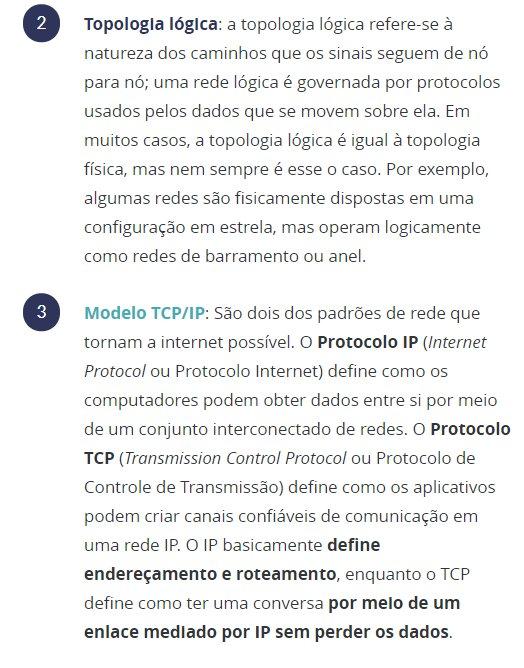 2
Topologia lógica: a topologia lógica refere-se à
natureza dos caminhos que os sinais seguem de nó
para nó; uma rede lógica é governada por protocolos
usados pelos dados que se movem sobre ela. Em
muitos casos, a topologia lógica é igual à topologia
física, mas nem sempre é esse o caso. Por exemplo,
algumas redes são fisicamente dispostas em uma
configuração em estrela, mas operam logicamente
como redes de barramento ou anel.
3
Modelo TCP/IP: São dois dos padrões de rede que
tornam a internet possível. O Protocolo IP (Internet
Protocol ou Protocolo Internet) define como os
computadores podem obter dados entre si por meio
de um conjunto interconectado de redes. O Protocolo
TCP (Transmission Control Protocol ou Protocolo de
Controle de Transmissão) define como os aplicativos
podem criar canais confiáveis de comunicação em
uma rede IP. O IP basicamente define
endereçamento e roteamento, enquanto o TCP
define como ter uma conversa por meio de um
enlace mediado por IP sem perder os dados.